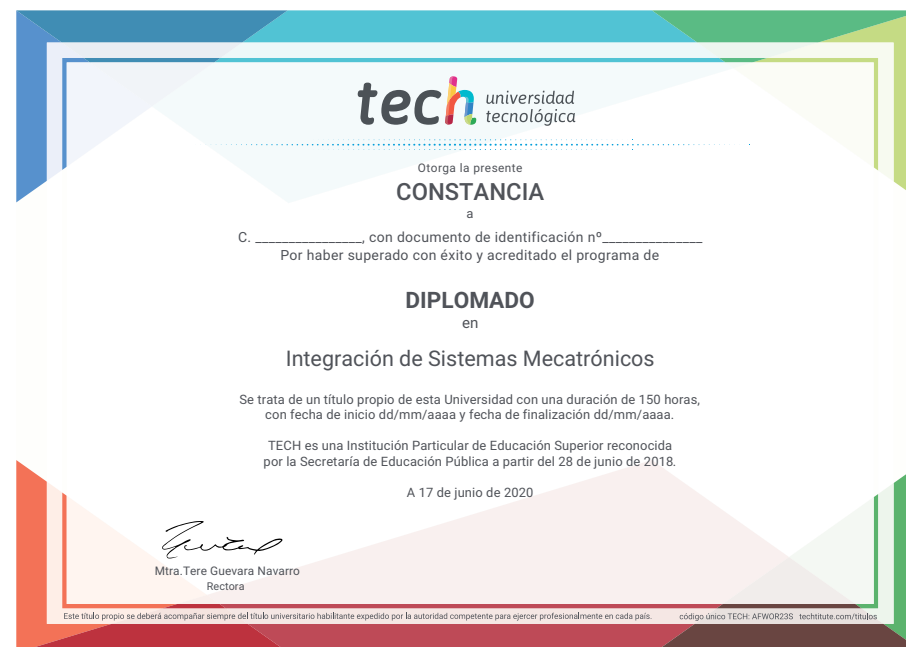 tech universidad
tecnológica
Otorga la presente
CONSTANCIA
a
C. ________________, con documento de identificación nº_______________
Por haber superado con éxito y acreditado el programa de
DIPLOMADO
en
Integración de Sistemas Mecatrónicos
Se trata de un título propio de esta Universidad con una duración de 150 horas,
con fecha de inicio dd/mm/aaaa y fecha de finalización dd/mm/aaaa.
TECH es una Institución Particular de Educación Superior reconocida
por la Secretaría de Educación Pública a partir del 28 de junio de 2018.
A 17 de junio de 2020
Mtra.Tere Guevara Navarro
Rectora
Este título propio se deberá acompañar siempre del título universitario habilitante expedido por la autoridad competente para ejercer profesionalmente en cada país. código único TECH: AFWOR23S techtitute.com/titulos